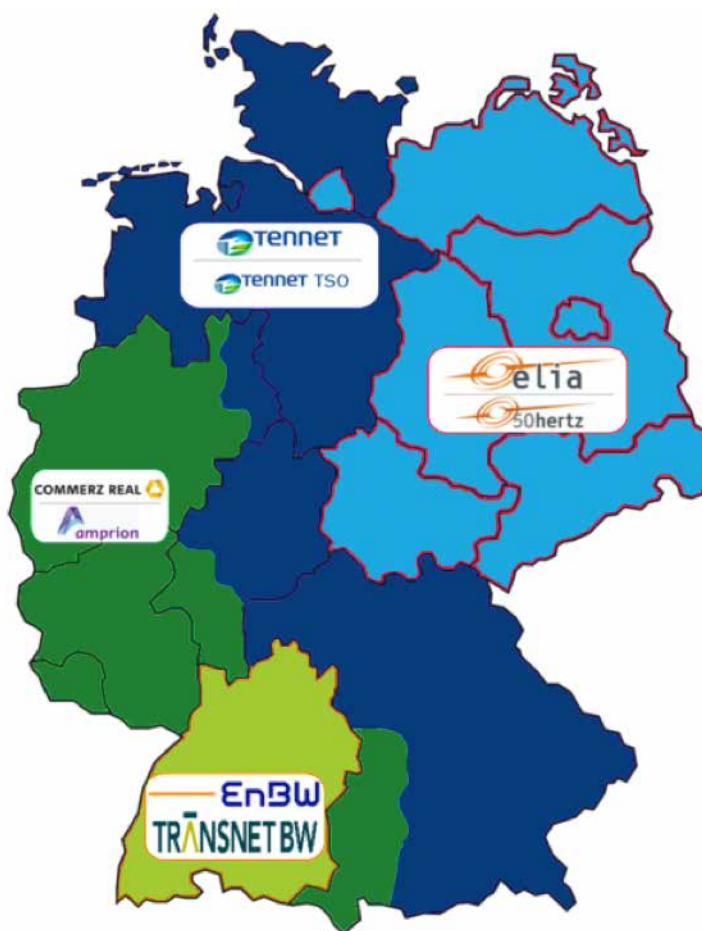 TENNET
TENNET TSO
elia
50hertz
COMMERZ REAL
amprion
EnBW
TRANSNET BW